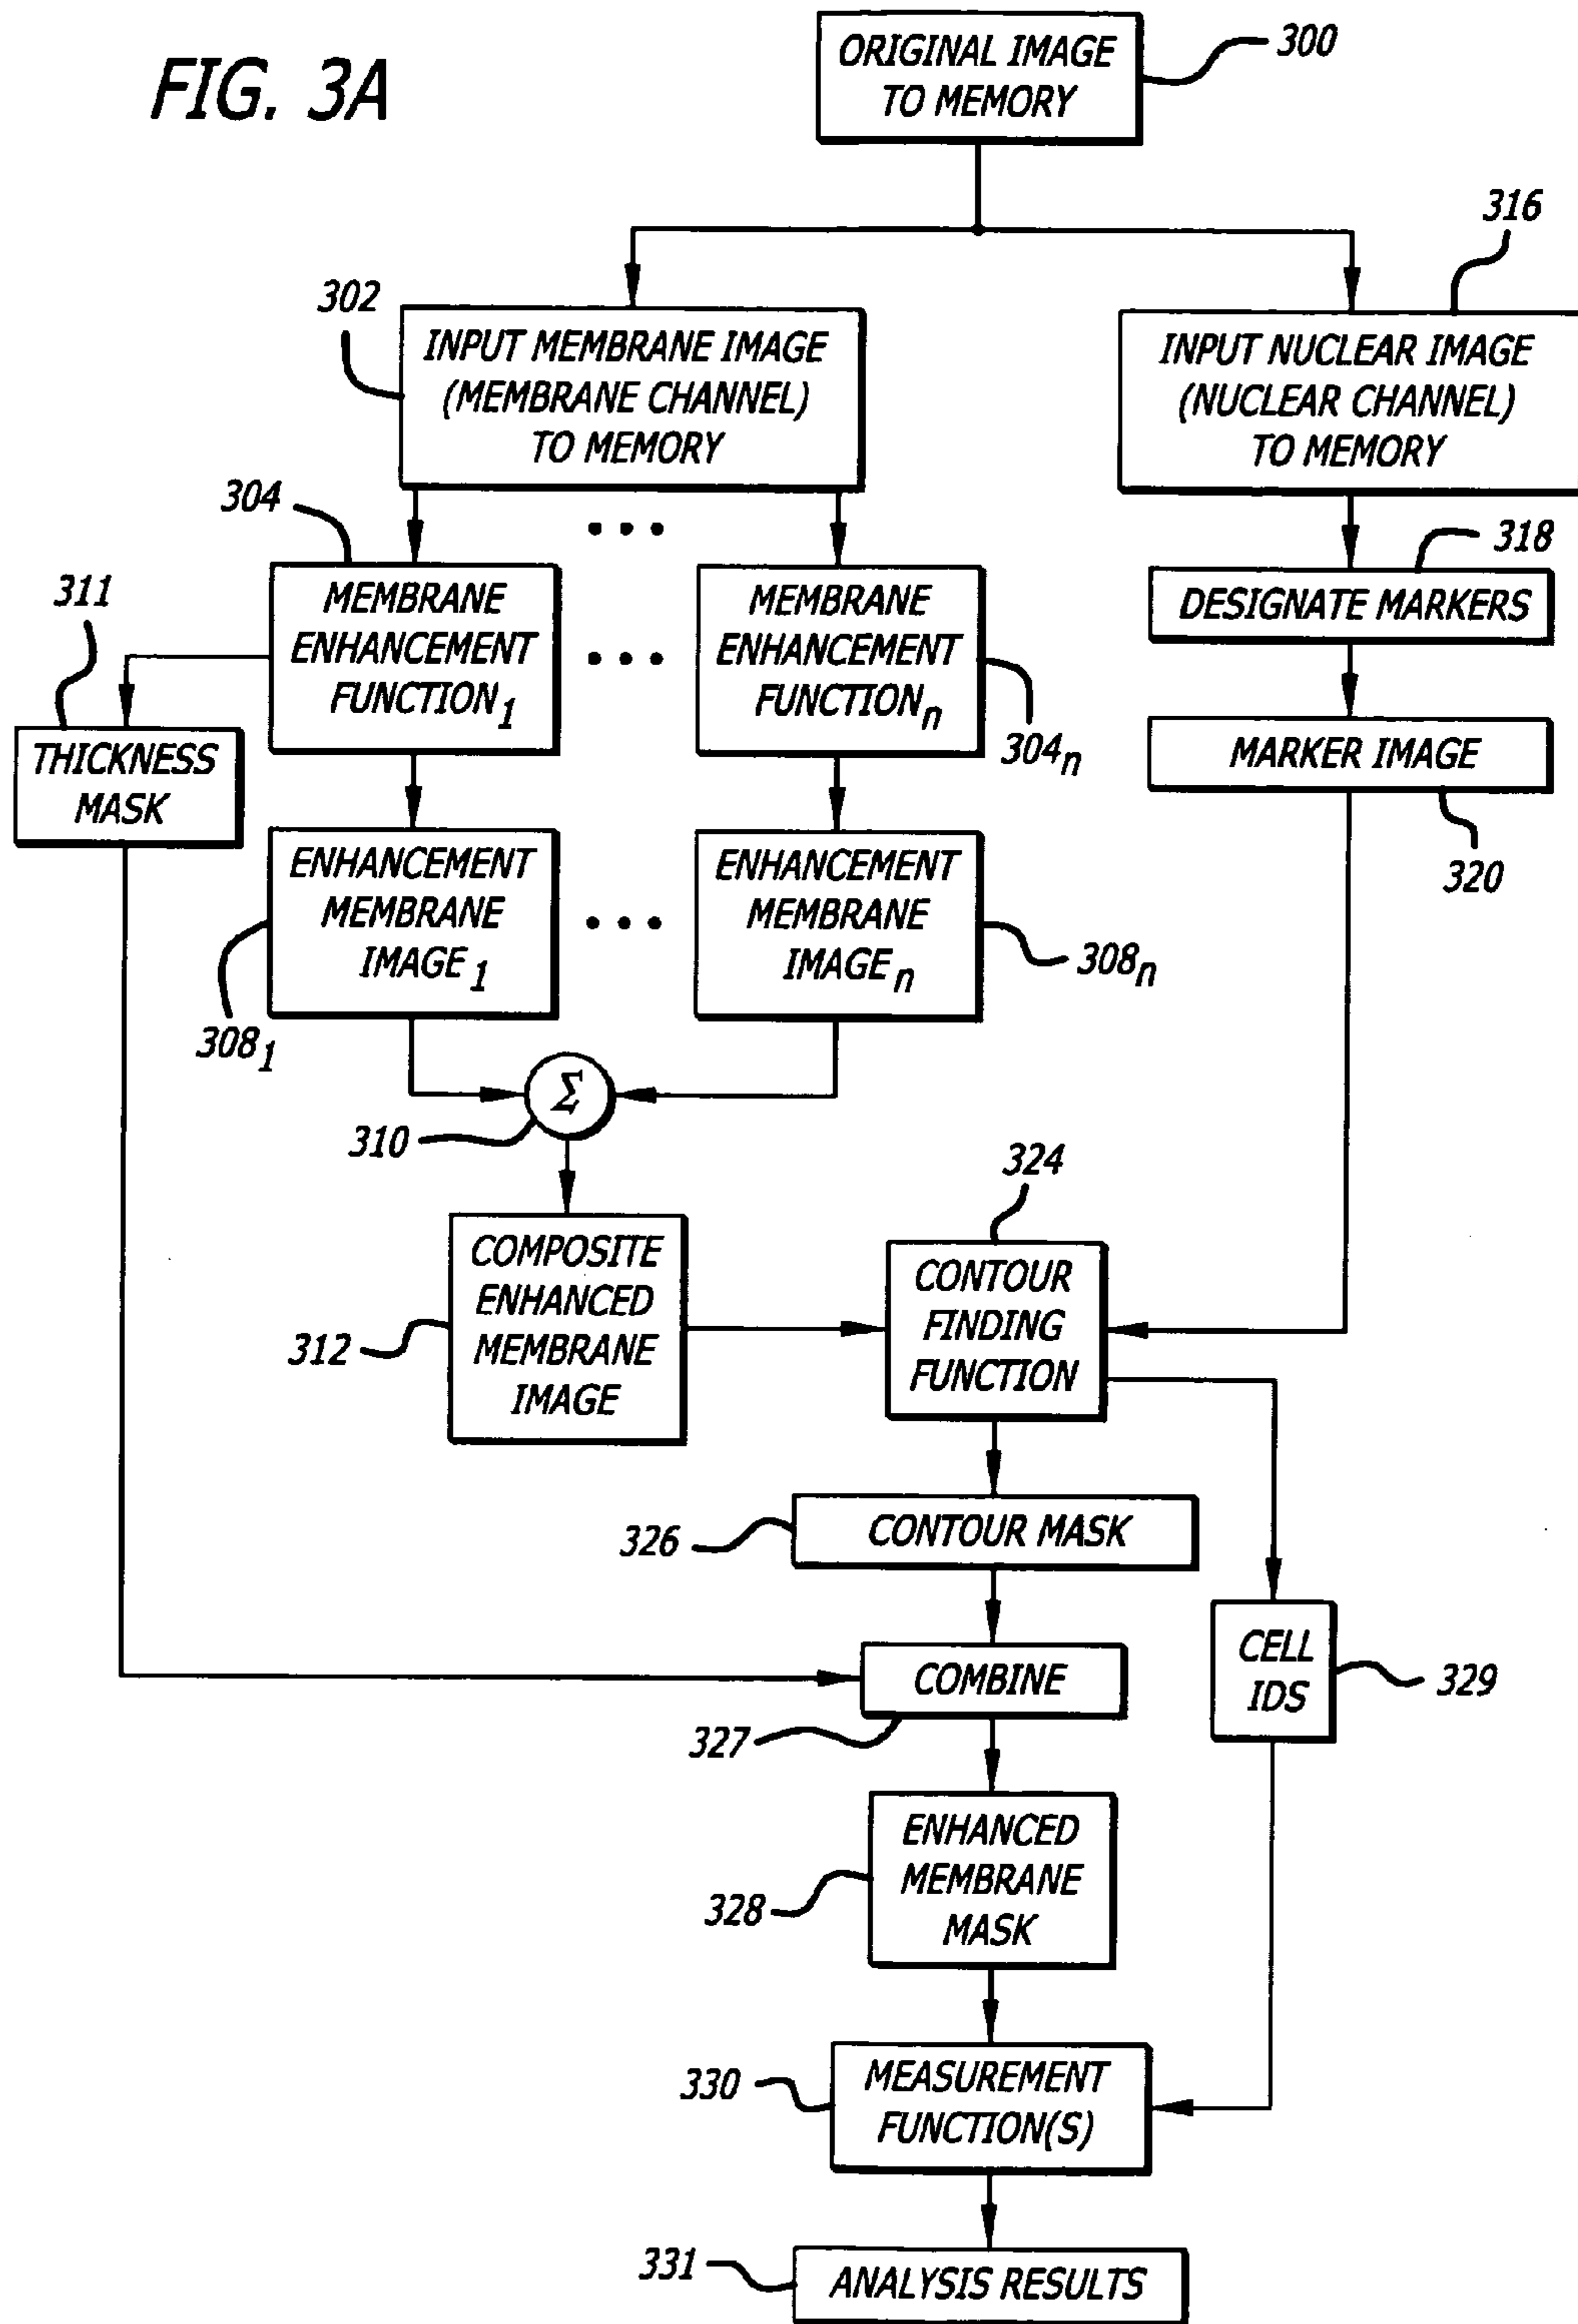 FIG. 3A
ORIGINAL IMAGE
TO MEMORY
300
316
302
INPUT MEMBRANE IMAGE
(MEMBRANE CHANNEL)
TO MEMORY
INPUT NUCLEAR IMAGE
(NUCLEAR CHANNEL)
TO MEMORY
304
• • •
318
311
MEMBRANE
ENHANCEMENT
FUNCTION1
• • •
MEMBRANE
ENHANCEMENT
FUNCTIONn
304n
DESIGNATE MARKERS
THICKNESS
MASK
MARKER IMAGE
320
ENHANCEMENT
MEMBRANE
IMAGE1
• • •
ENHANCEMENT
MEMBRANE
IMAGEn
308n
3081
Σ
310
324
COMPOSITE
ENHANCED
MEMBRANE
IMAGE
312
CONTOUR
FINDING
FUNCTION
326
CONTOUR MASK
CELL
IDS
329
COMBINE
327
ENHANCED
MEMBRANE
MASK
328
330
MEASUREMENT
FUNCTION(S)
331
ANALYSIS RESULTS